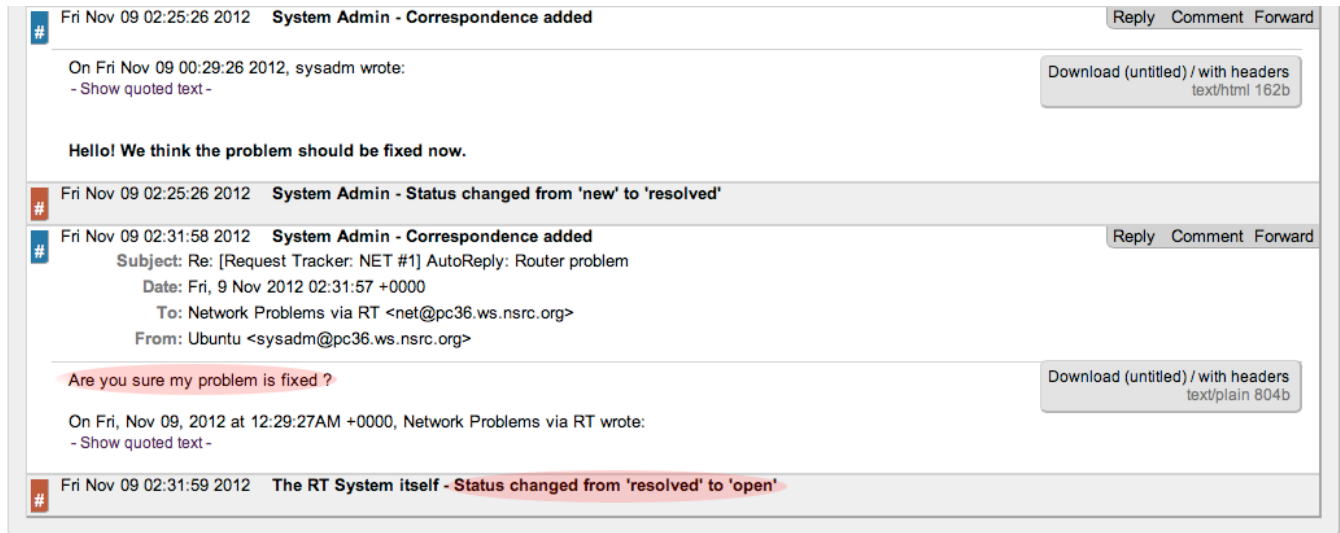 # Fri Nov 09 02:25:26 2012 System Admin - Correspondence added Reply Comment Forward
On Fri Nov 09 00:29:26 2012, sysadm wrote:
- Show quoted text -
Download (untitled) / with headers
text/html 162b
Hello! We think the problem should be fixed now.
# Fri Nov 09 02:25:26 2012 System Admin - Status changed from 'new' to 'resolved'
# Fri Nov 09 02:31:58 2012 System Admin - Correspondence added Reply Comment Forward
Subject: Re: [Request Tracker: NET #1] AutoReply: Router problem
Date: Fri, 9 Nov 2012 02:31:57 +0000
To: Network Problems via RT <net@pc36.ws.nsrc.org>
From: Ubuntu <sysadm@pc36.ws.nsrc.org>
Are you sure my problem is fixed ?
Download (untitled) / with headers
text/plain 804b
On Fri, Nov 09, 2012 at 12:29:27AM +0000, Network Problems via RT wrote:
- Show quoted text -
# Fri Nov 09 02:31:59 2012 The RT System itself - Status changed from 'resolved' to 'open'